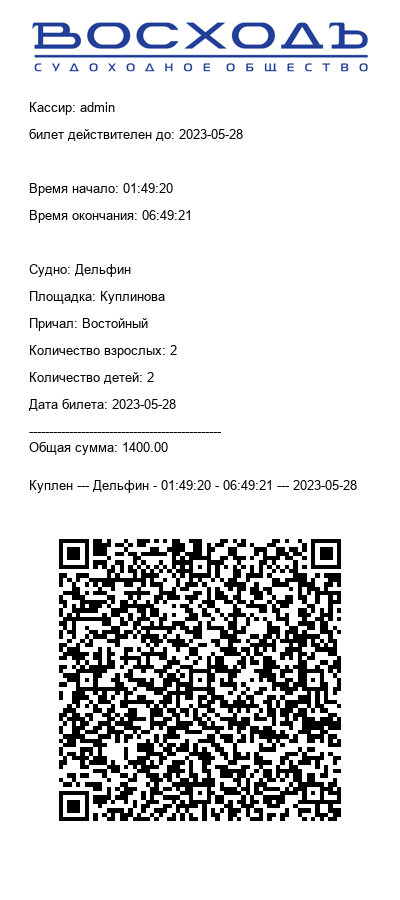 ВОСХОДЪ
СУДОХОДНОЕ ОБЩЕСТВО
Кассир: admin
билет действителен до: 2023-05-28
Время начало: 01:49:20
Время окончания: 06:49:21
Судно: Дельфин
Площадка: Куплинова
Причал: Востойный
Количество взрослых: 2
Количество детей: 2
Дата билета: 2023-05-28
------------------------------------------------
Общая сумма: 1400.00
Куплен --- Дельфин - 01:49:20 - 06:49:21 --- 2023-05-28